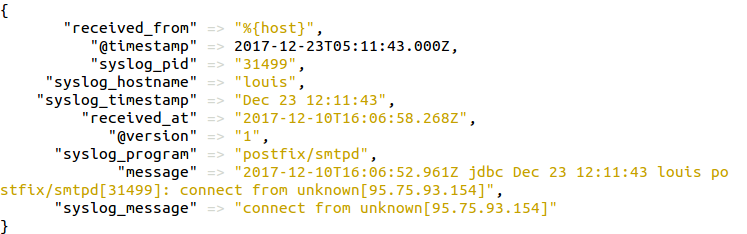 {
"received_from" => "%{host}",
"@timestamp" => 2017-12-23T05:11:43.000Z,
"syslog_pid" => "31499",
"syslog_hostname" => "louis",
"syslog_timestamp" => "Dec 23 12:11:43",
"received_at" => "2017-12-10T16:06:58.268Z",
"@version" => "1",
"syslog_program" => "postfix/smtpd",
"message" => "2017-12-10T16:06:52.961Z jdbc Dec 23 12:11:43 louis po
stfix/smtpd[31499]: connect from unknown[95.75.93.154]",
"syslog_message" => "connect from unknown[95.75.93.154]"
}